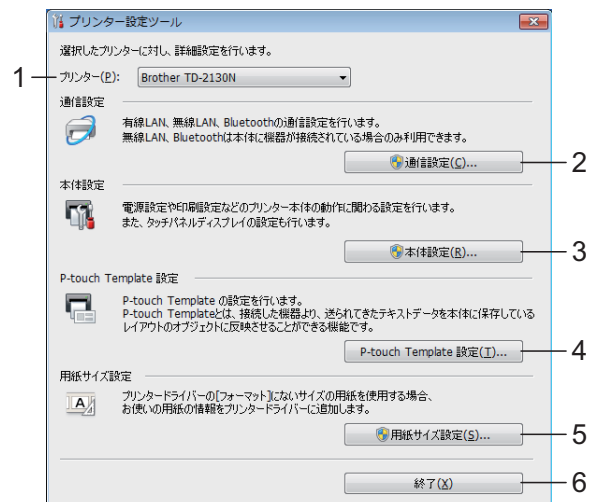 プリンター設定ツール
選択したプリンターに対し、詳細設定を行います。
1 プリンター(P): Brother TD-2130N
通信設定
有線LAN、無線LAN、Bluetoothの通信設定を行います。
無線LAN、Bluetoothは本体に機器が接続されている場合のみ利用できます。
通信設定(C)... 2
本体設定
電源設定や印刷設定などのプリンター本体の動作に関わる設定を行います。
また、タッチパネルディスプレイの設定も行います。
本体設定(R)... 3
P-touch Template 設定
P-touch Template の設定を行います。
P-touch Templateとは、接続した機器より、送られてきたテキストデータを本体に保存している
レイアウトのオブジェクトに反映させることができる機能です。
P-touch Template 設定(T)... 4
用紙サイズ設定
プリンタードライバーの[フォーマット]にないサイズの用紙を使用する場合、
お使いの用紙の情報をプリンタードライバーに追加します。
用紙サイズ設定(S)... 5
終了(X) 6